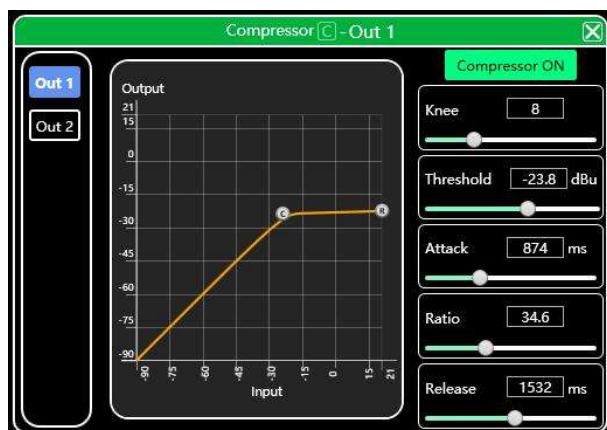 Compressor C - Out 1
Out 1
Out 2
Compressor ON
Output
21
15
0
-15
-30
-45
-60
-75
-90
C
R
-90
-75
-60
-45
-30
-15
0
15
21
Input
Knee 8
Threshold -23.8 dBu
Attack 874 ms
Ratio 34.6
Release 1532 ms